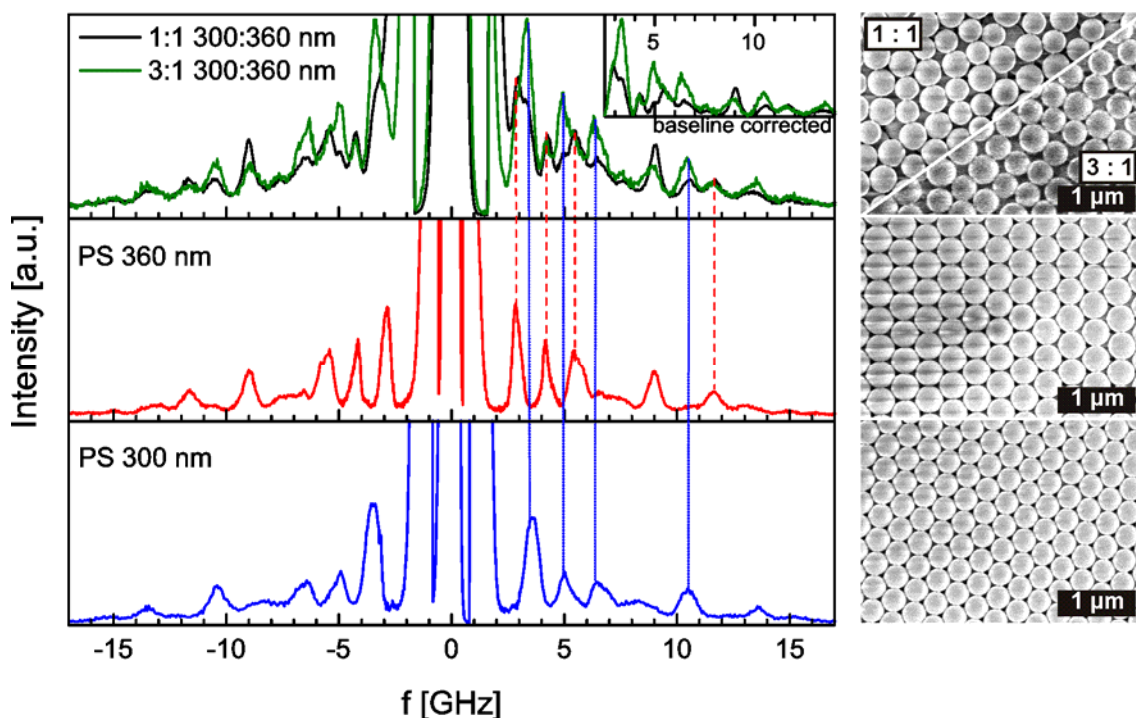 1:1 300:360 nm
3:1 300:360 nm
5 10
baseline corrected
PS 360 nm
PS 300 nm
Intensity [a.u.]
-15 -10 -5 0 5 10 15
f [GHz]
1 : 1
3 : 1
1 µm
1 µm
1 µm